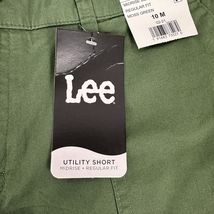 MIDRISE
REGULAR FIT
MOSS GREEN
10 M
Lee
UTILITY SHORT
MIDRISE • REGULAR FIT